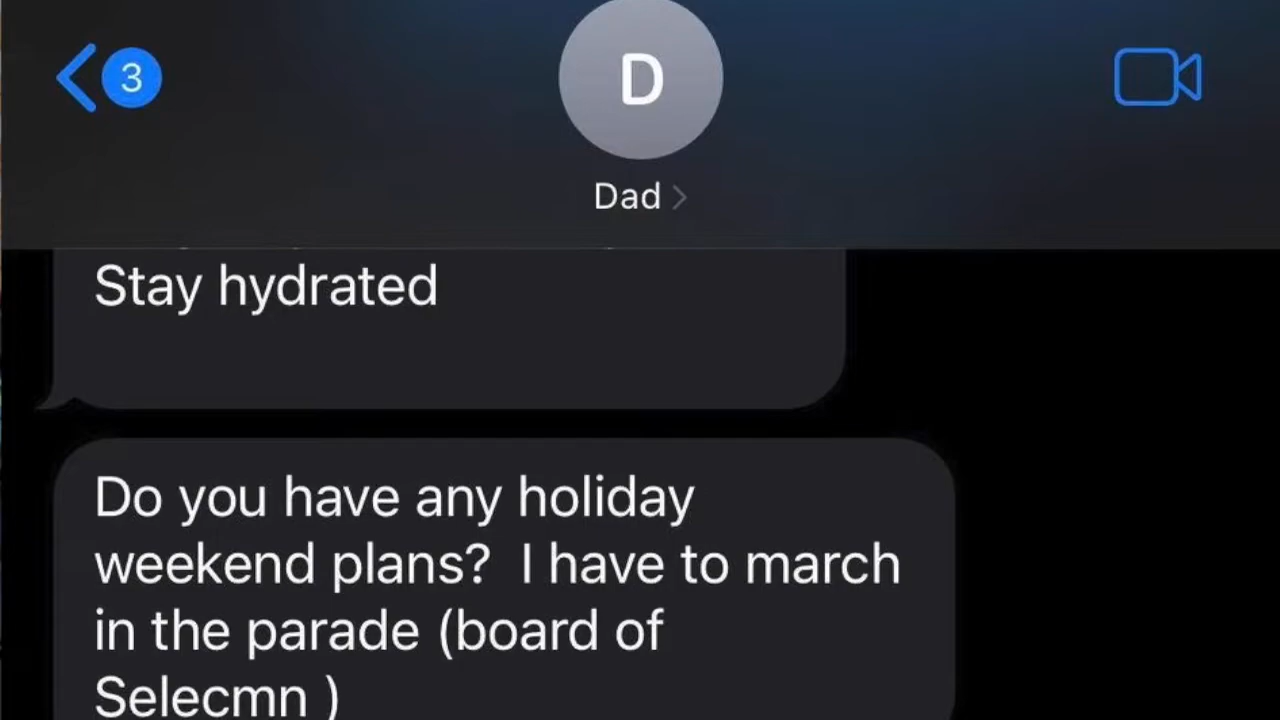 3
D
Dad
Stay hydrated
Do you have any holiday
weekend plans?  I have to march
in the parade (board of
Selecmn )